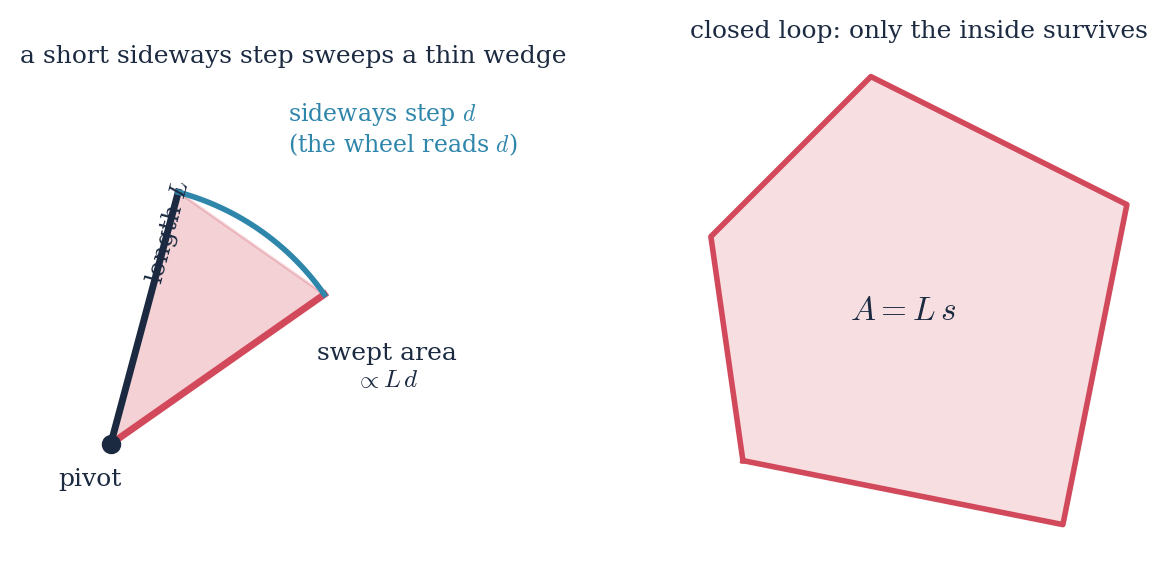 a short sideways step sweeps a thin wedge
sideways step d
(the wheel reads d)
length L
swept area
∝ L d
pivot
closed loop: only the inside survives
A = L s